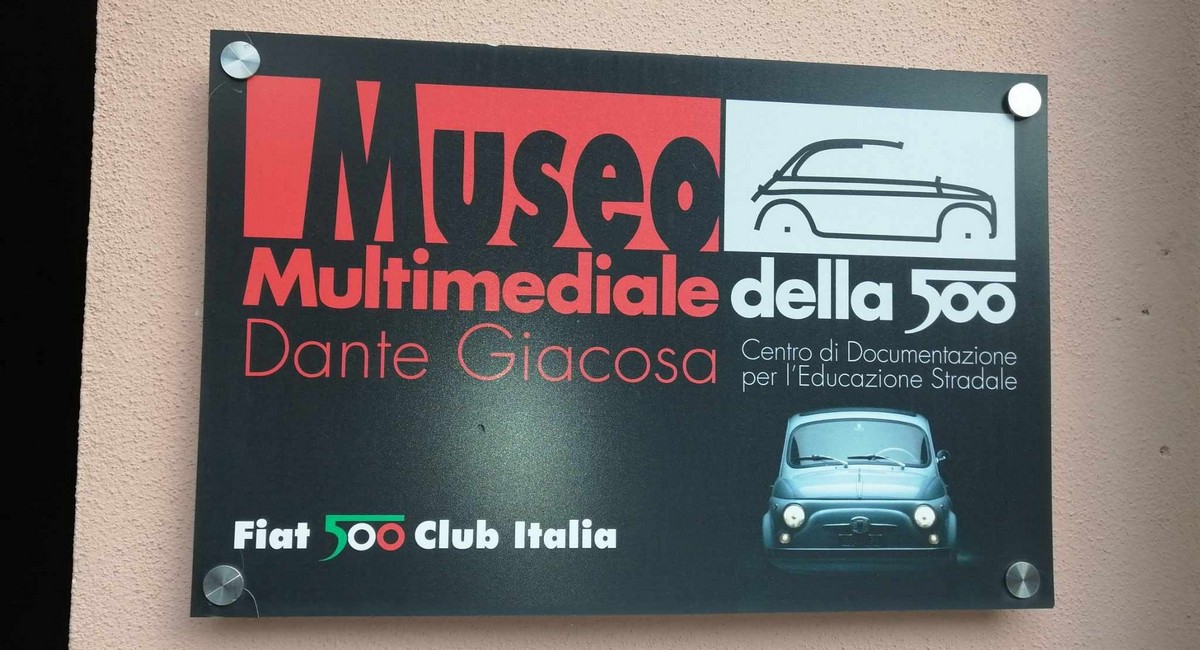 Museo
Multimediale della 500
Dante Giacosa
Centro di Documentazione
per l'Educazione Stradale
Fiat 500 Club Italia